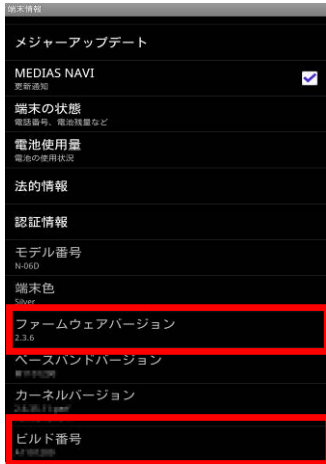 端末情報
メジャーアップデート
MEDIAS NAVI
更新通知
端末の状態
電話番号、電池残量など
電池使用量
電池の使用状況
法的情報
認証情報
モデル番号
N-06D
端末色
Silver
ファームウェアバージョン
2.3.6
ベースバンドバージョン
カーネルバージョン
ビルド番号